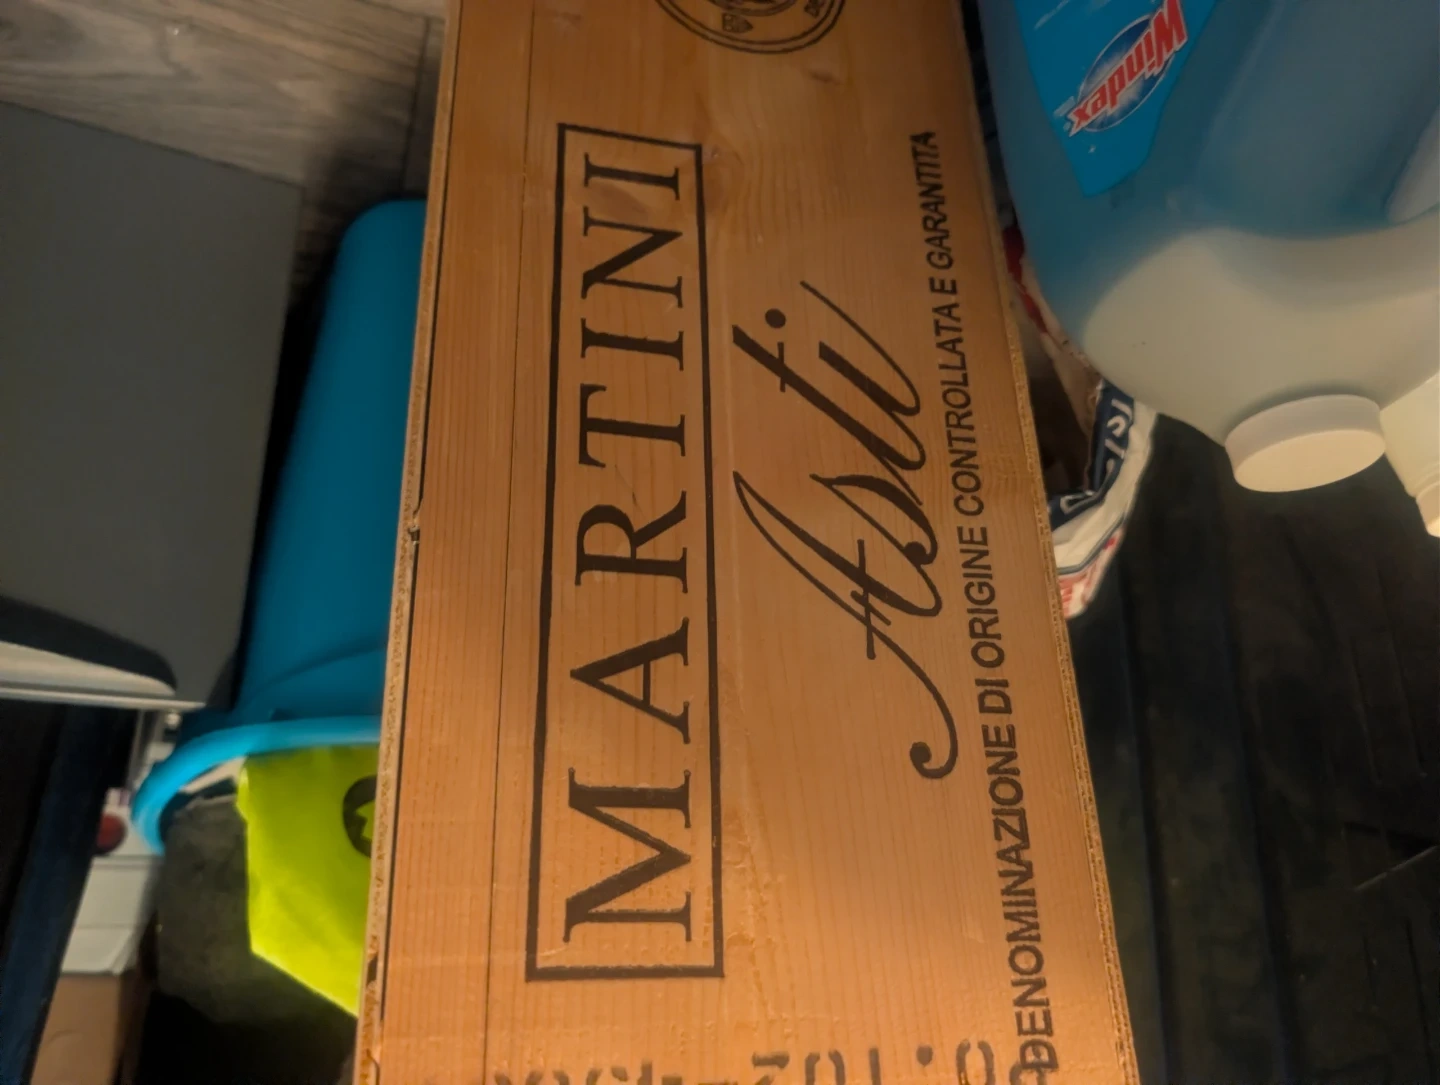 MARTINI
Asti
DENOMINAZIONE DI ORIGINE CONTROLLATA E GARANTITA
Windex